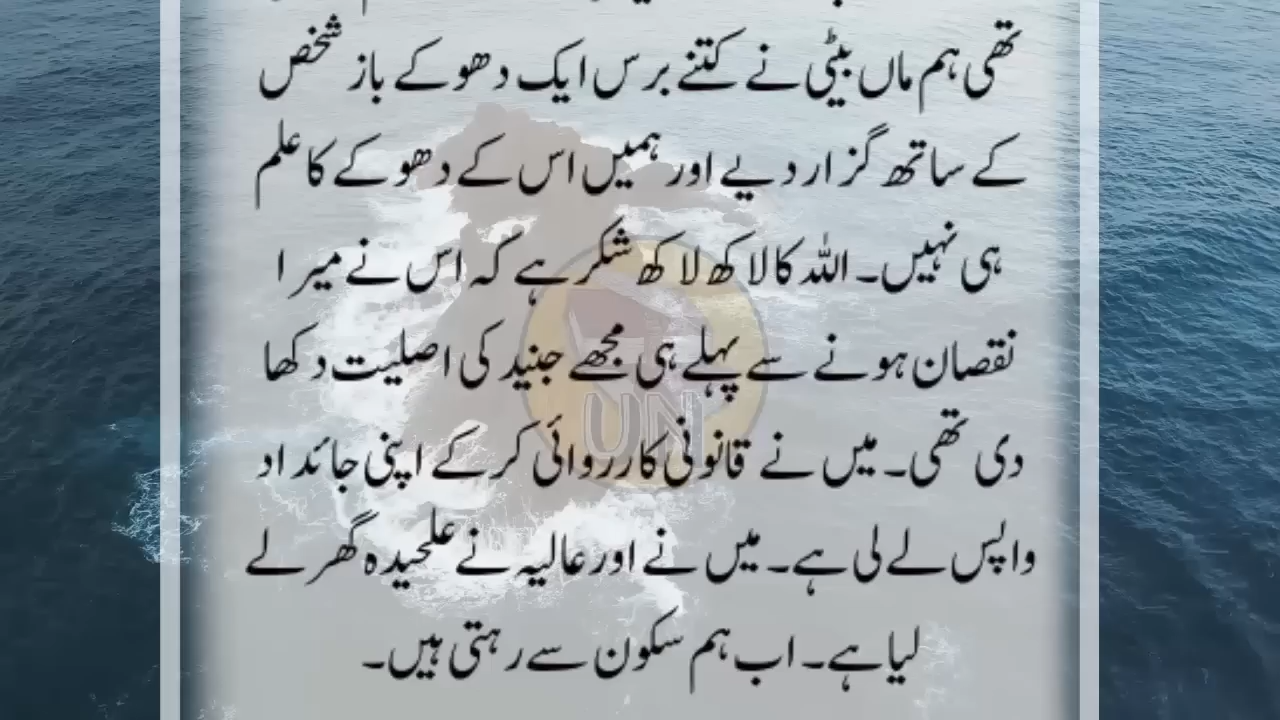 تھی ہم ماں بیٹی نے کتنے برس ایک دھوکے باز شخص
کے ساتھ گزار دیے اور ہمیں اس کے دھوکے کا علم
ہی نہیں۔ اللہ کا لاکھ لاکھ شکر ہے کہ اس نے میرا
نقصان ہونے سے پہلے ہی مجھے جنید کی اصلیت دکھا
دی تھی۔ میں نے قانونی کارروائی کر کے اپنی جائداد
واپس لے لی ہے۔ میں نے اور عالیہ نے علیحدہ گھر لے
لیا ہے۔ اب ہم سکون سے رہتی ہیں۔
UN